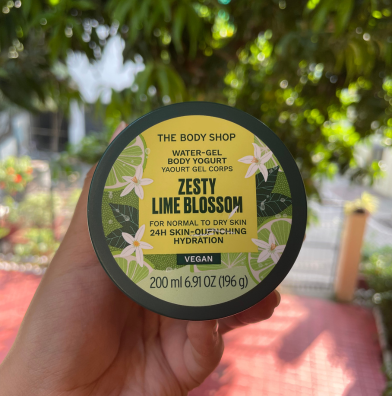 THE BODY SHOP
WATER-GEL
BODY YOGURT
YAOURT GEL CORPS
ZESTY
LIME BLOSSOM
FOR NORMAL TO DRY SKIN
24H SKIN-QUENCHING
HYDRATION
VEGAN
200 ml 6.91 OZ (196 g)